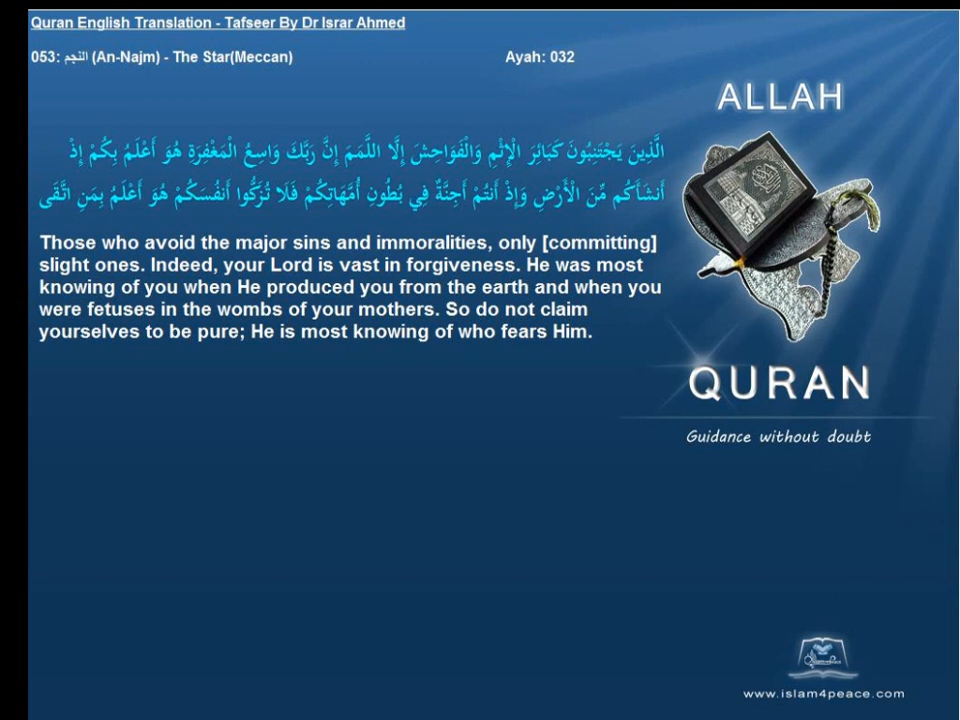 Quran English Translation - Tafseer By Dr Israr Ahmed
053: النجم (An-Najm) - The Star(Meccan) Ayah: 032
ALLAH
الَّذِينَ يَجْتَنِبُونَ كَبَائِرَ الْإِثْمِ وَالْفَوَاحِشَ إِلَّا اللَّمَمَ إِنَّ رَبَّكَ وَاسِعُ الْمَغْفِرَةِ هُوَ أَعْلَمُ بِكُمْ إِذْ
أَنشَأَكُم مِّنَ الْأَرْضِ وَإِذْ أَنتُمْ أَجِنَّةٌ فِي بُطُونِ أُمَّهَاتِكُمْ فَلَا تُزَكُّوا أَنفُسَكُمْ هُوَ أَعْلَمُ بِمَنِ اتَّقَى
Those who avoid the major sins and immoralities, only [committing]
slight ones. Indeed, your Lord is vast in forgiveness. He was most
knowing of you when He produced you from the earth and when you
were fetuses in the wombs of your mothers. So do not claim
yourselves to be pure; He is most knowing of who fears Him.
QURAN
Guidance without doubt
www.islam4peace.com